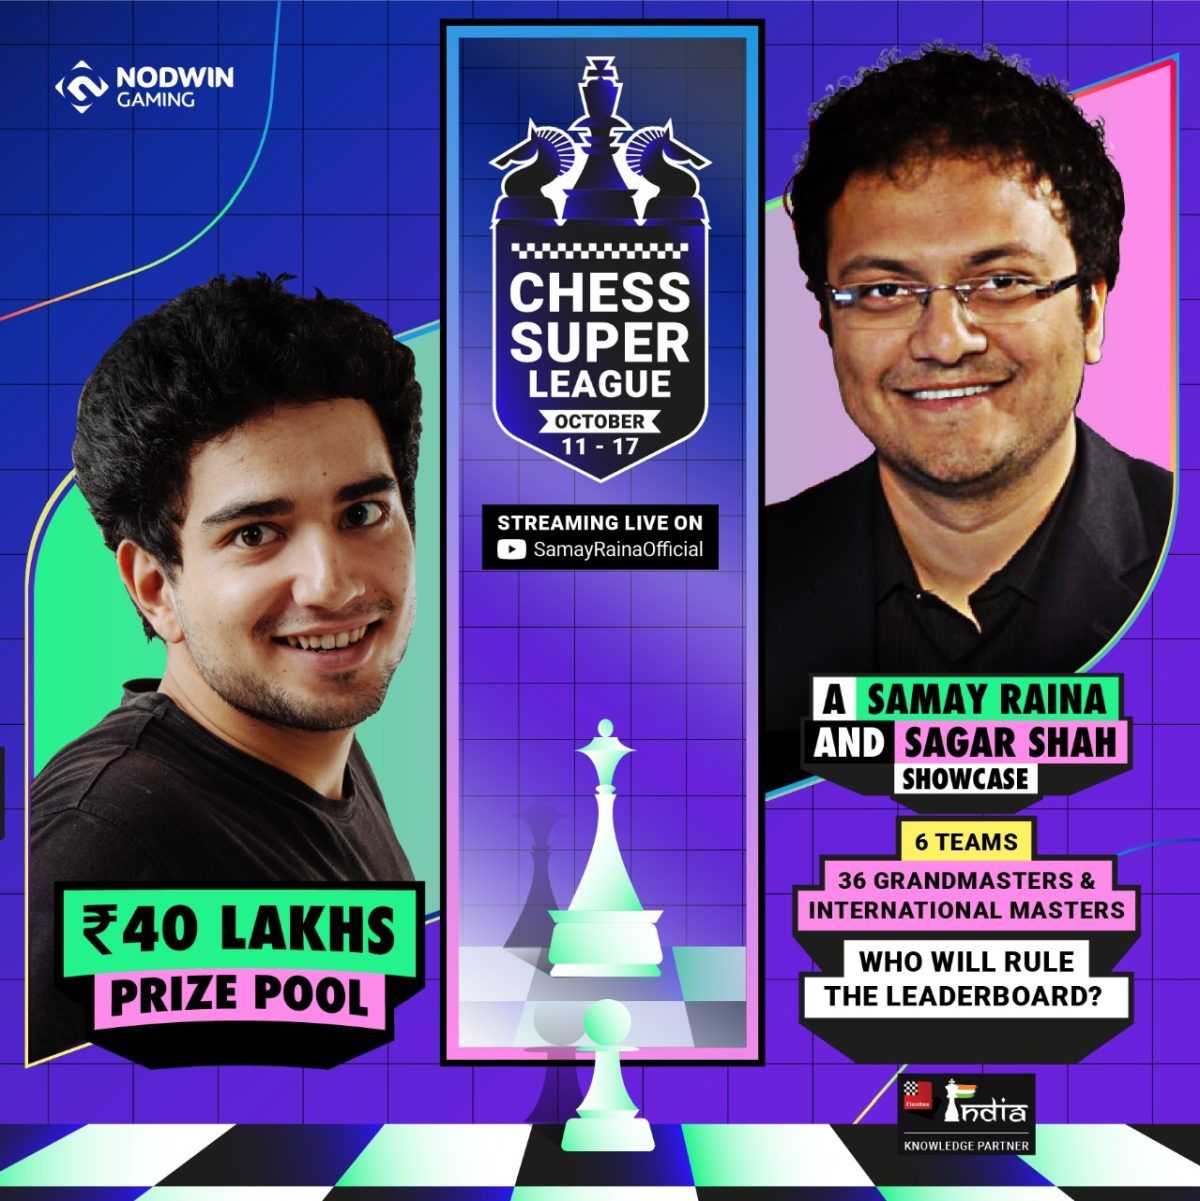 NODWIN
GAMING
CHESS
SUPER
LEAGUE
OCTOBER
11 - 17
STREAMING LIVE ON
SamayRainaOfficial
A SAMAY RAINA
AND SAGAR SHAH
SHOWCASE
6 TEAMS
36 GRANDMASTERS &
INTERNATIONAL MASTERS
WHO WILL RULE
THE LEADERBOARD?
₹40 LAKHS
PRIZE POOL
ChessBase
India
KNOWLEDGE PARTNER